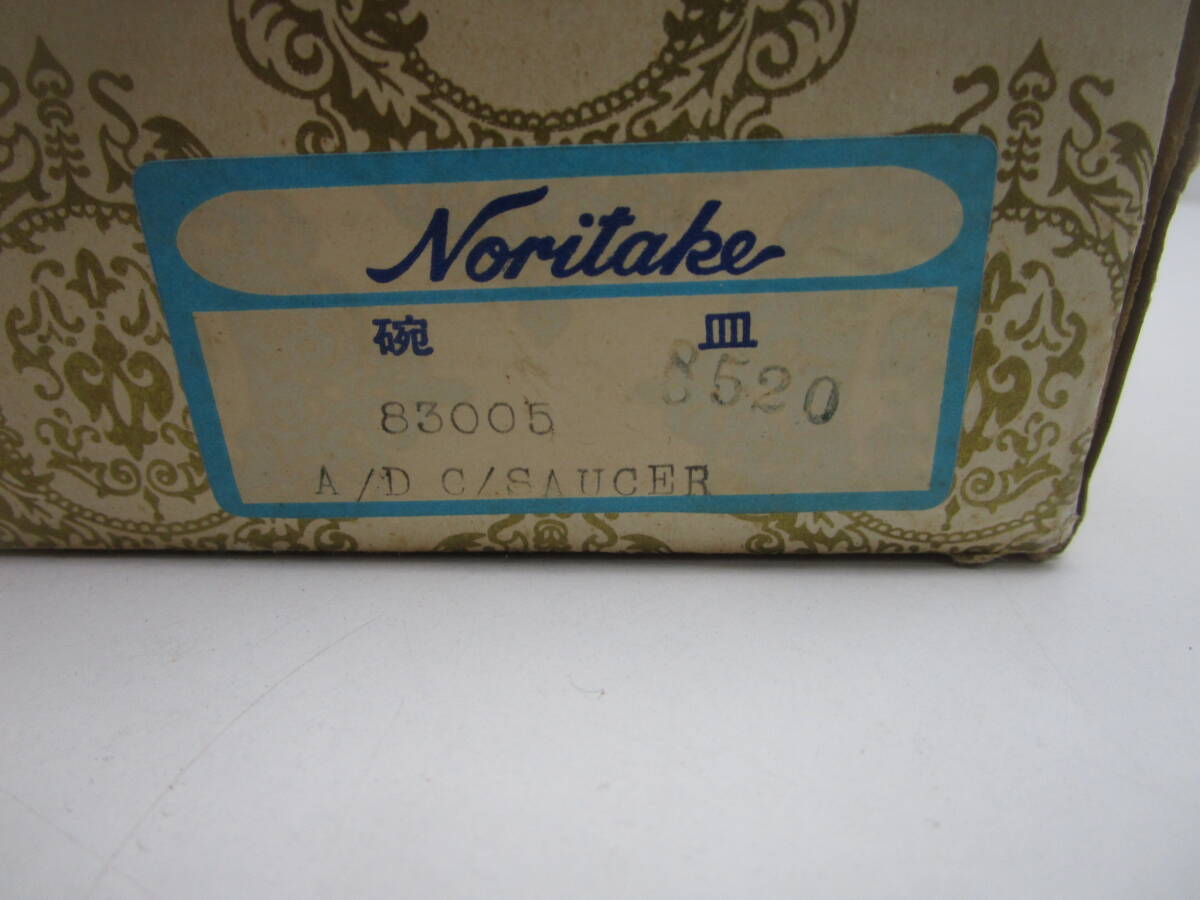 Noritake
碗 皿
8520
83005
A/D C/SAUCER